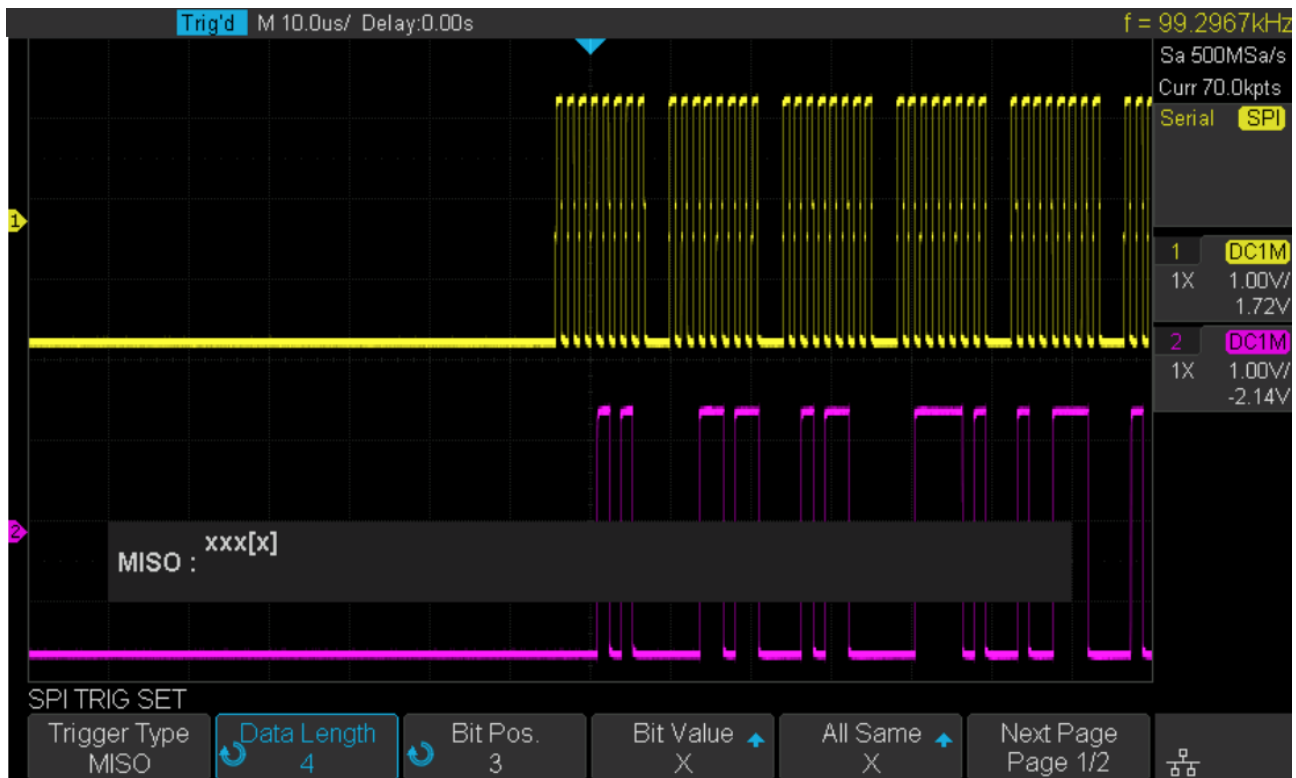 Trig'd M 10.0us/ Delay:0.00s f = 99.2967kHz
Sa 500MSa/s
Curr 70.0kpts
Serial SPI
1
1 DC1M
1X 1.00V/
1.72V
2 DC1M
1X 1.00V/
-2.14V
2
xxx[x]
MISO :
SPI TRIG SET
Trigger Type Data Length Bit Pos. Bit Value All Same Next Page
MISO 4 3 X X Page 1/2